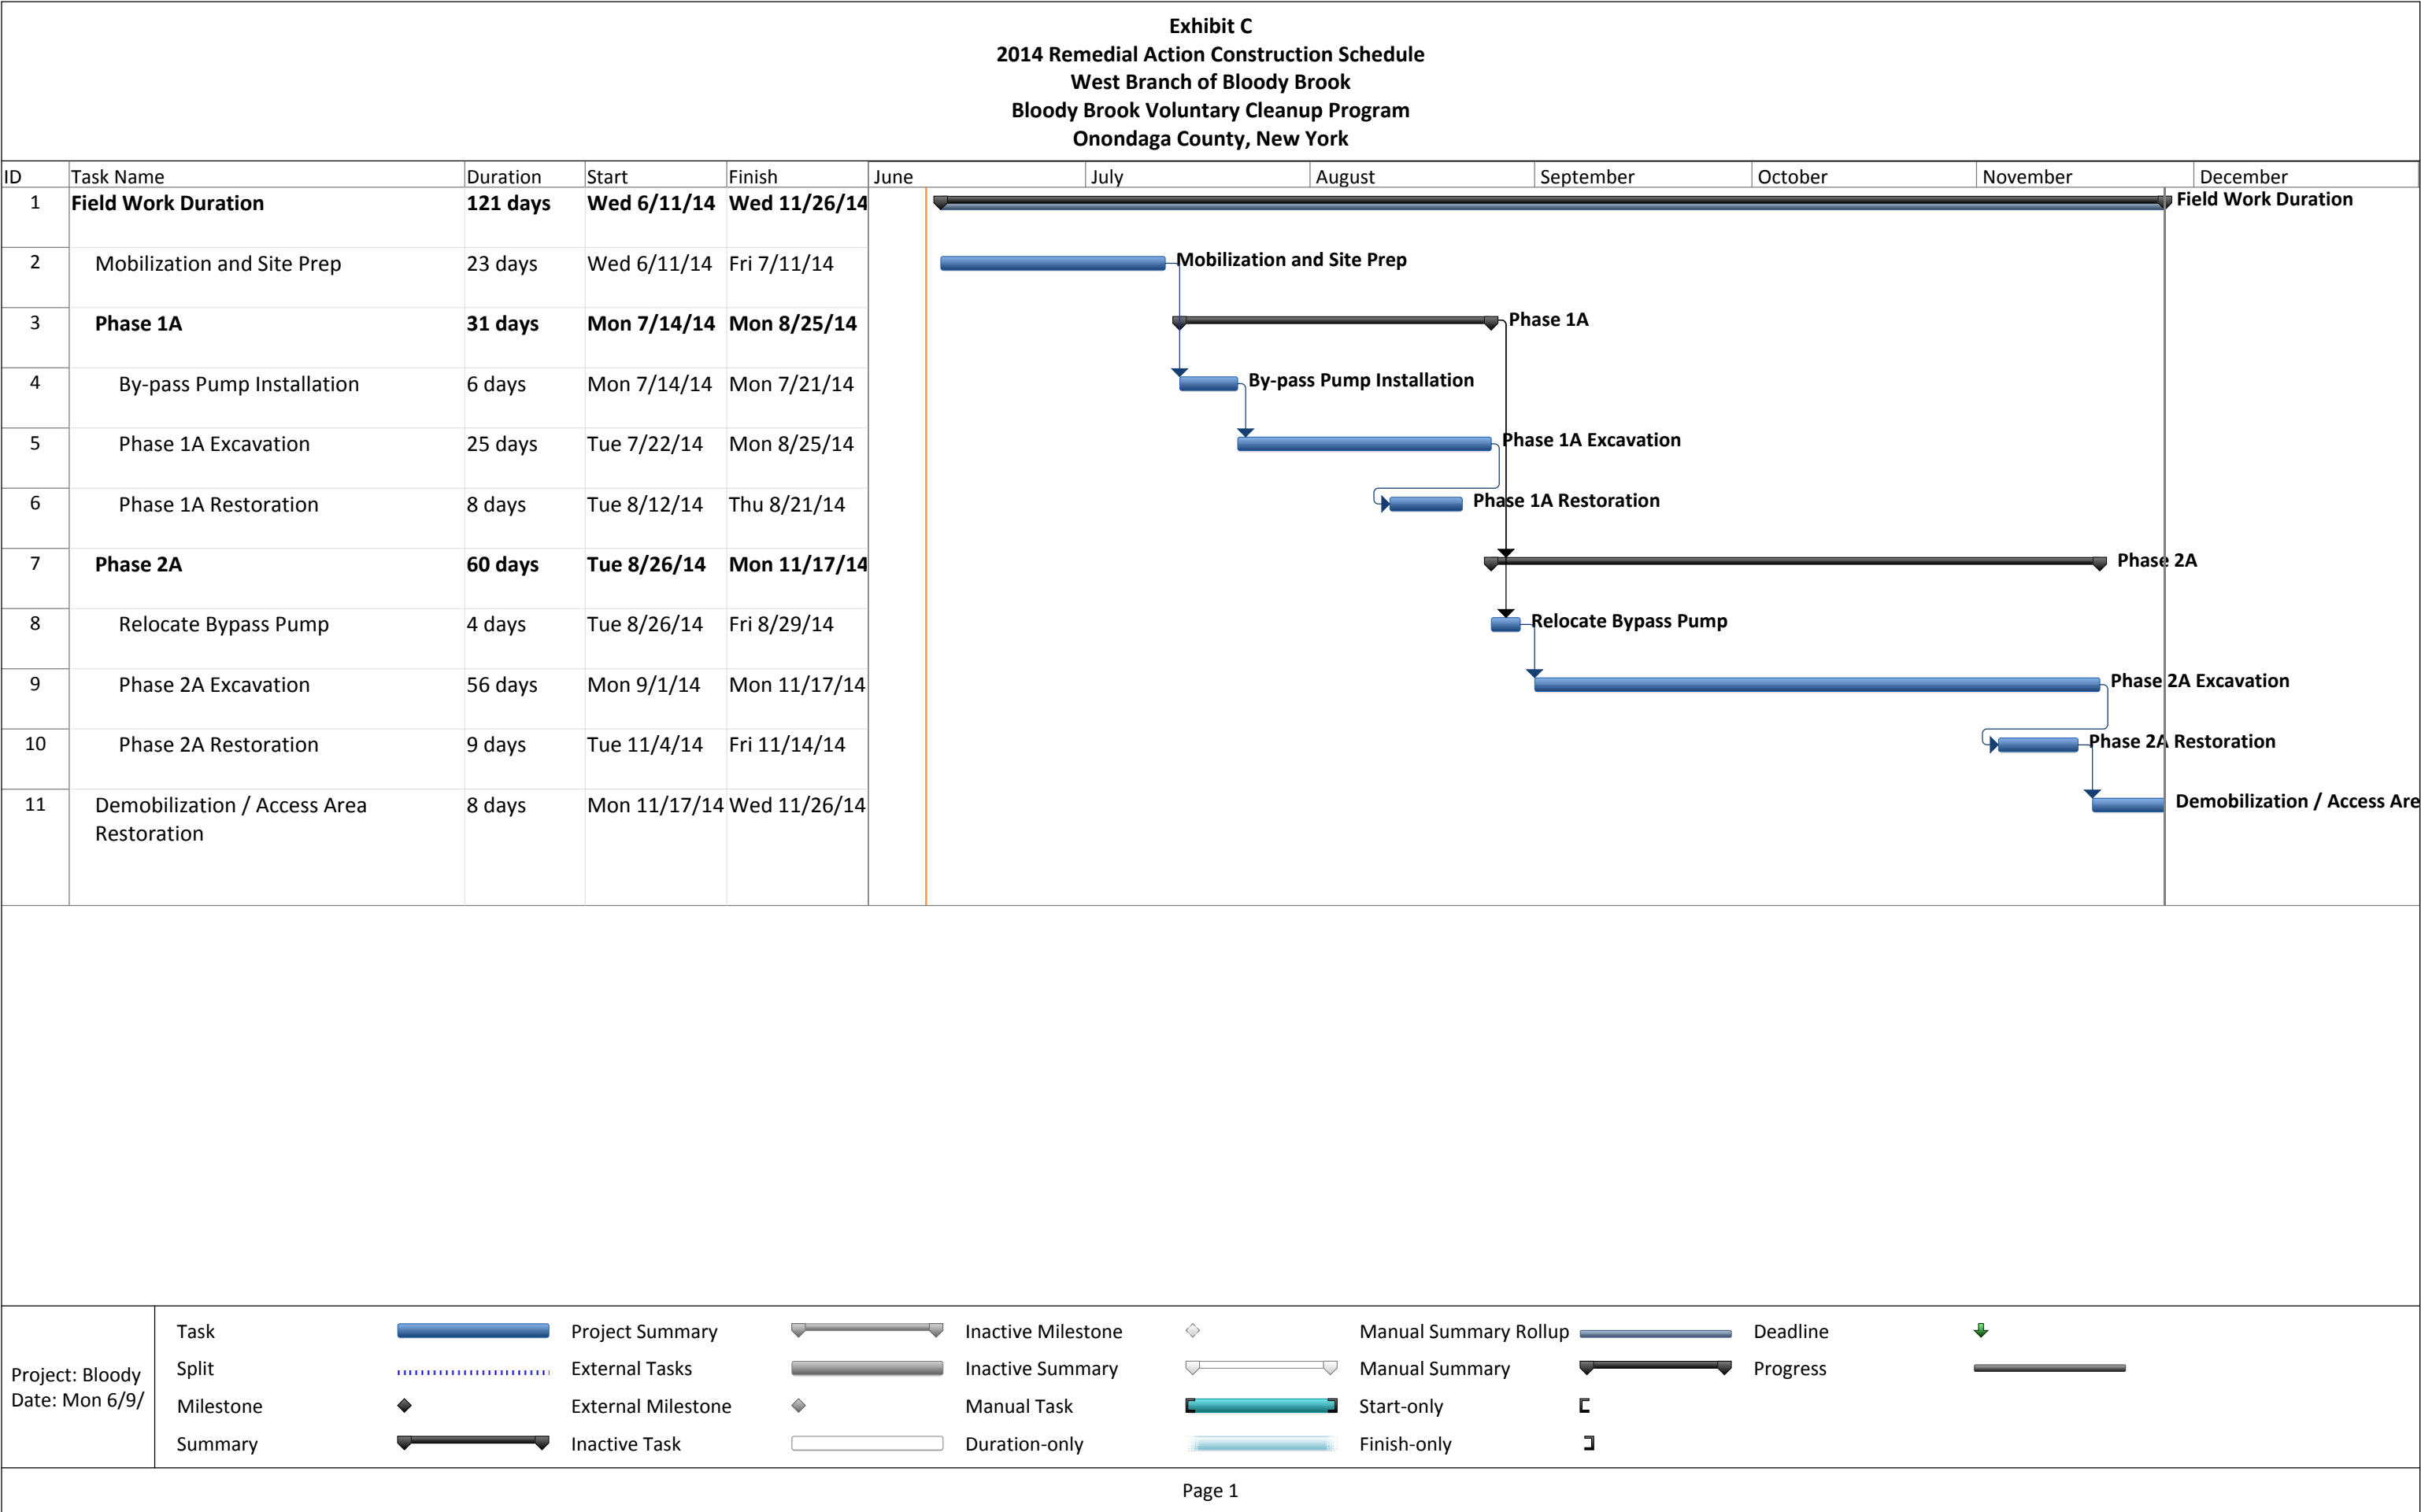 Exhibit C
2014 Remedial Action Construction Schedule
West Branch of Bloody Brook
Bloody Brook Voluntary Cleanup Program
Onondaga County, New York
ID Task Name Duration Start Finish June July August September October November December
1 Field Work Duration 121 days Wed 6/11/14 Wed 11/26/14 Field Work Duration
2 Mobilization and Site Prep 23 days Wed 6/11/14 Fri 7/11/14 Mobilization and Site Prep
3 Phase 1A 31 days Mon 7/14/14 Mon 8/25/14 Phase 1A
4 By-pass Pump Installation 6 days Mon 7/14/14 Mon 7/21/14 By-pass Pump Installation
5 Phase 1A Excavation 25 days Tue 7/22/14 Mon 8/25/14 Phase 1A Excavation
6 Phase 1A Restoration 8 days Tue 8/12/14 Thu 8/21/14 Phase 1A Restoration
7 Phase 2A 60 days Tue 8/26/14 Mon 11/17/14 Phase 2A
8 Relocate Bypass Pump 4 days Tue 8/26/14 Fri 8/29/14 Relocate Bypass Pump
9 Phase 2A Excavation 56 days Mon 9/1/14 Mon 11/17/14 Phase 2A Excavation
10 Phase 2A Restoration 9 days Tue 11/4/14 Fri 11/14/14 Phase 2A Restoration
11 Demobilization / Access Area 8 days Mon 11/17/14 Wed 11/26/14 Demobilization / Access Are
Restoration
Project: Bloody
Date: Mon 6/9/
Task Project Summary Inactive Milestone Manual Summary Rollup Deadline
Split External Tasks Inactive Summary Manual Summary Progress
Milestone External Milestone Manual Task Start-only
Summary Inactive Task Duration-only Finish-only
Page 1